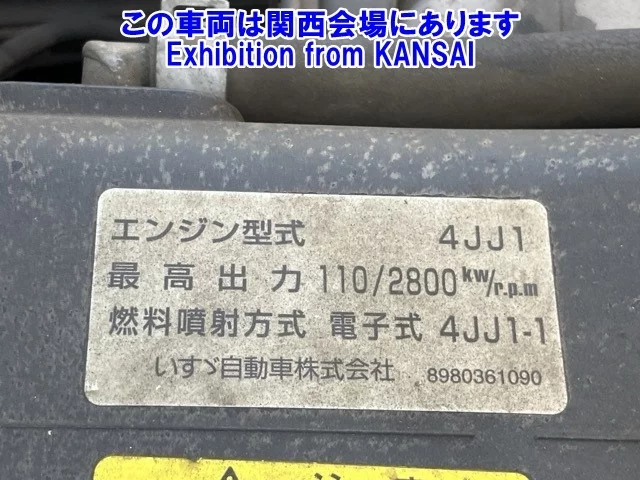 この車両は関西会場にあります
Exhibition from KANSAI
エンジン型式 4JJ1
最高出力 110/2800 kw/r.p.m
燃料噴射方式 電子式 4JJ1-1
いすゞ自動車株式会社 8980361090